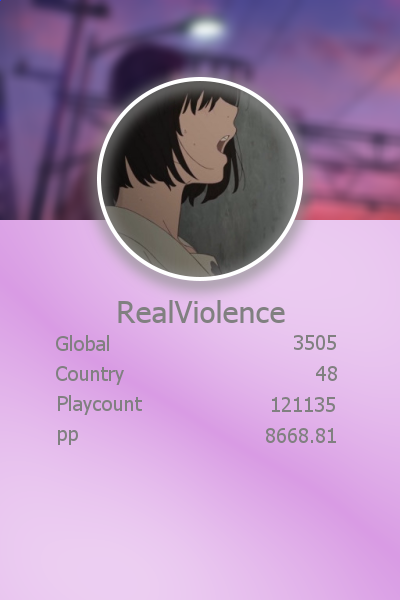 RealViolence
Global 3505
Country 48
Playcount 121135
pp 8668.81